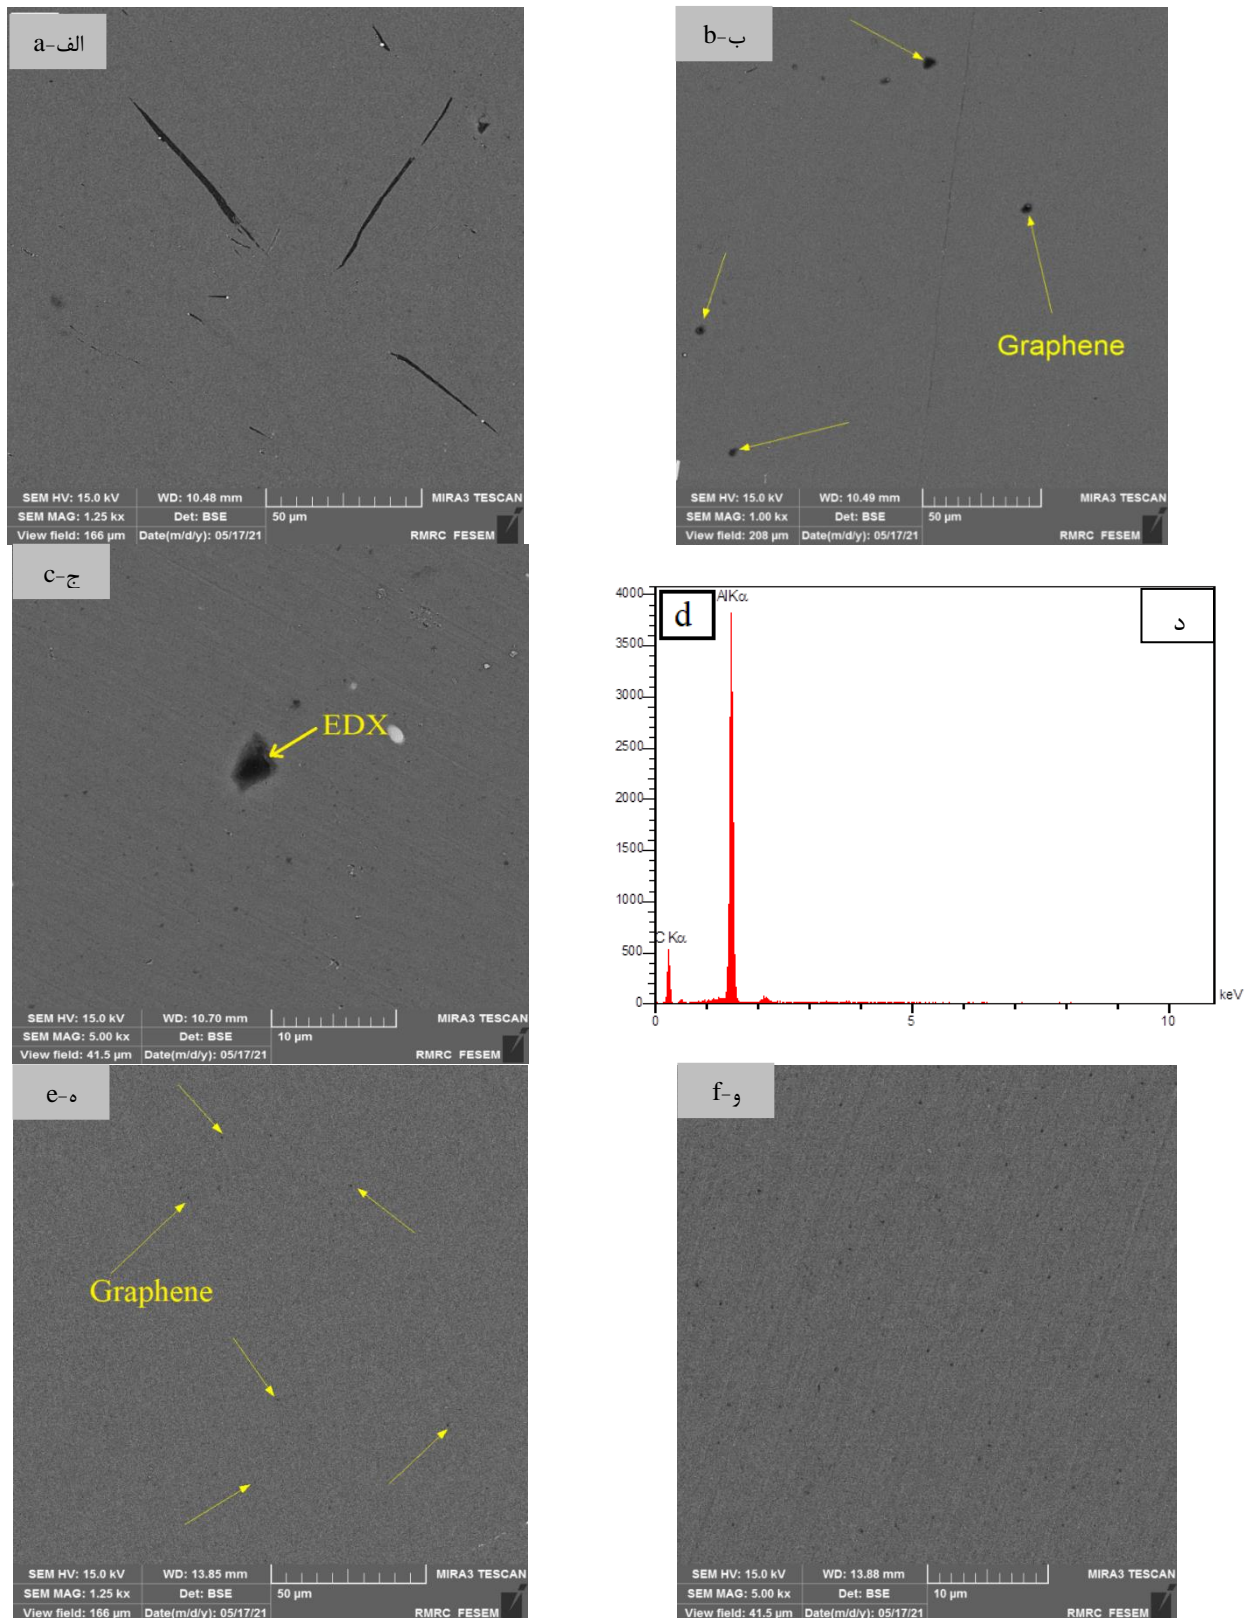 a-الف
SEM HV: 15.0 kV WD: 10.48 mm MIRA3 TESCAN
SEM MAG: 1.25 kx Det: BSE 50 µm
View field: 166 µm Date(m/d/y): 05/17/21 RMRC FESEM
b-ب
Graphene
SEM HV: 15.0 kV WD: 10.49 mm MIRA3 TESCAN
SEM MAG: 1.00 kx Det: BSE 50 µm
View field: 208 µm Date(m/d/y): 05/17/21 RMRC FESEM
c-ج
EDX
SEM HV: 15.0 kV WD: 10.70 mm MIRA3 TESCAN
SEM MAG: 5.00 kx Det: BSE 10 µm
View field: 41.5 µm Date(m/d/y): 05/17/21 RMRC FESEM
d
د
AlKα
C Kα
4000
3500
3000
2500
2000
1500
1000
500
0
0 5 10
keV
e-ه
Graphene
SEM HV: 15.0 kV WD: 13.85 mm MIRA3 TESCAN
SEM MAG: 1.25 kx Det: BSE 50 µm
View field: 166 µm Date(m/d/y): 05/17/21 RMRC FESEM
f-و
SEM HV: 15.0 kV WD: 13.88 mm MIRA3 TESCAN
SEM MAG: 5.00 kx Det: BSE 10 µm
View field: 41.5 µm Date(m/d/y): 05/17/21 RMRC FESEM